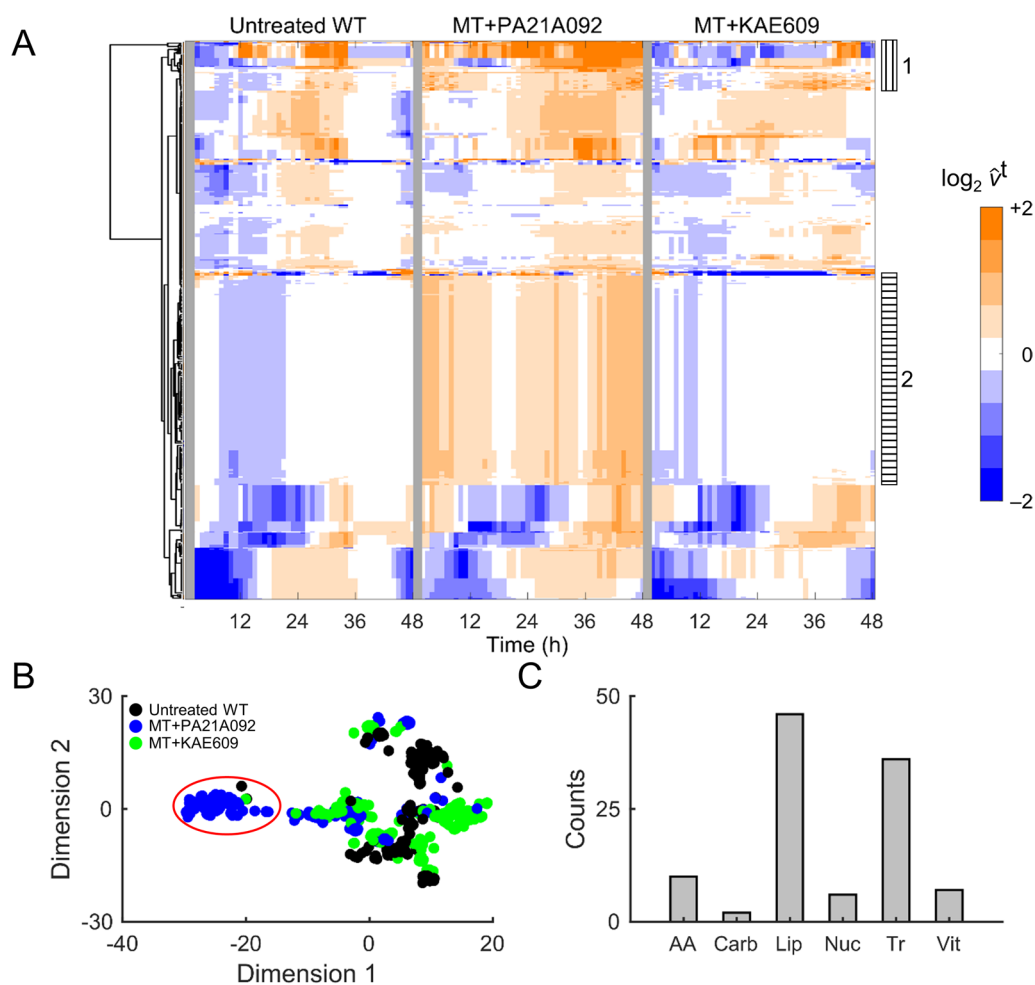 A
Untreated WT MT+PA21A092 MT+KAE609
1
2
log2 v̂t
+2
0
−2
12 24 36 48 12 24 36 48 12 24 36 48
Time (h)
B
Untreated WT
MT+PA21A092
MT+KAE609
30
0
-30
Dimension 2
-40 -20 0 20
Dimension 1
C
50
25
0
Counts
AA Carb Lip Nuc Tr Vit